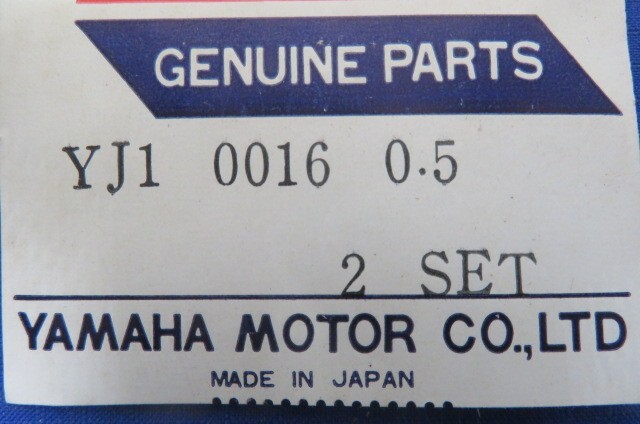 GENUINE PARTS
YJ1 0016 0.5
2 SET
YAMAHA MOTOR CO.,LTD
MADE IN JAPAN